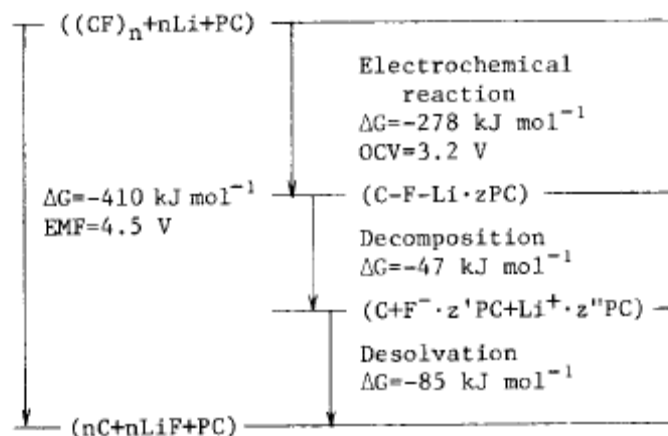 ((CF)n+nLi+PC)
Electrochemical
reaction
ΔG=-278 kJ mol⁻¹
OCV=3.2 V
ΔG=-410 kJ mol⁻¹
EMF=4.5 V
(C-F-Li·zPC)
Decomposition
ΔG=-47 kJ mol⁻¹
(C+F⁻·z'PC+Li⁺·z"PC)
Desolvation
ΔG=-85 kJ mol⁻¹
(nC+nLiF+PC)